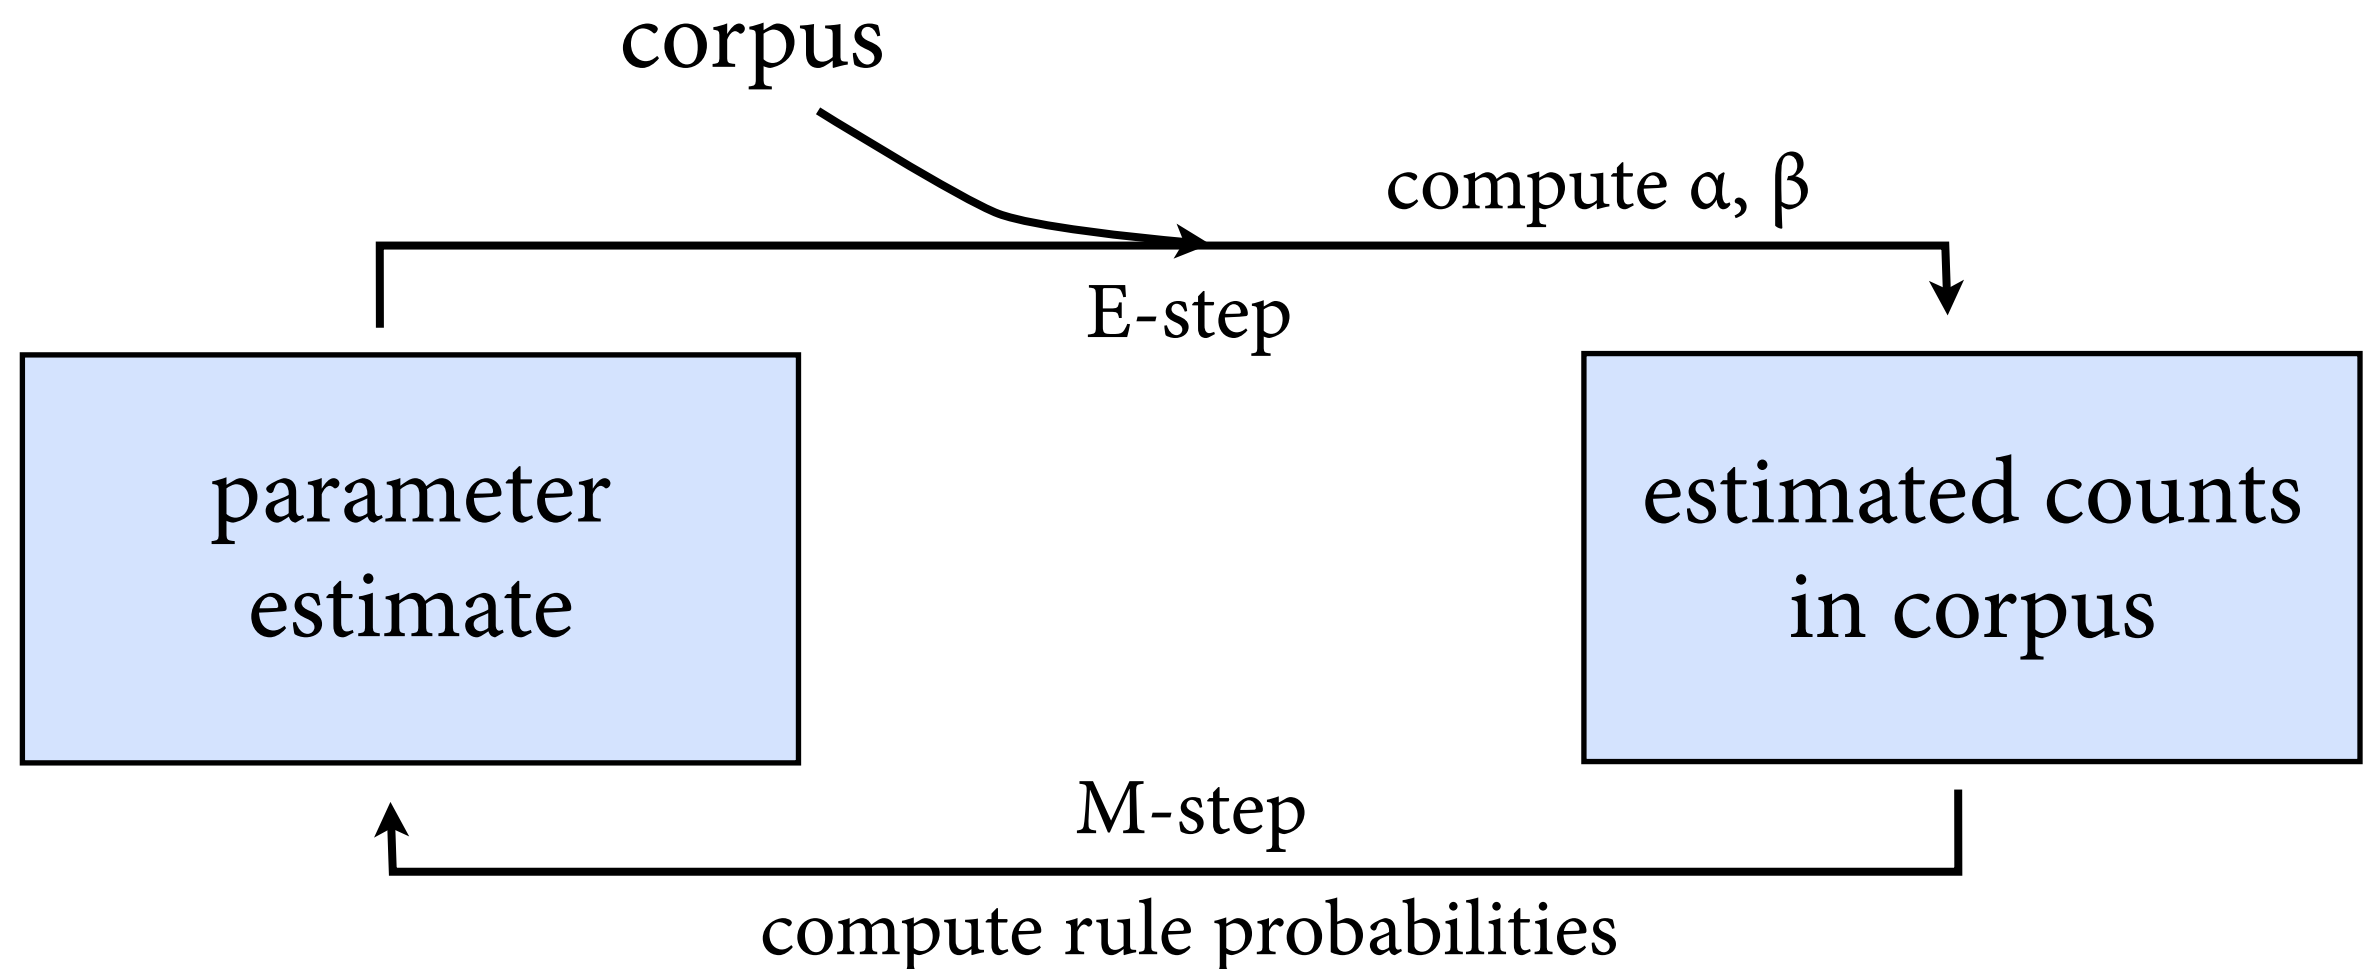 corpus
compute α, β
E-step
parameter
estimate
estimated counts
in corpus
M-step
compute rule probabilities